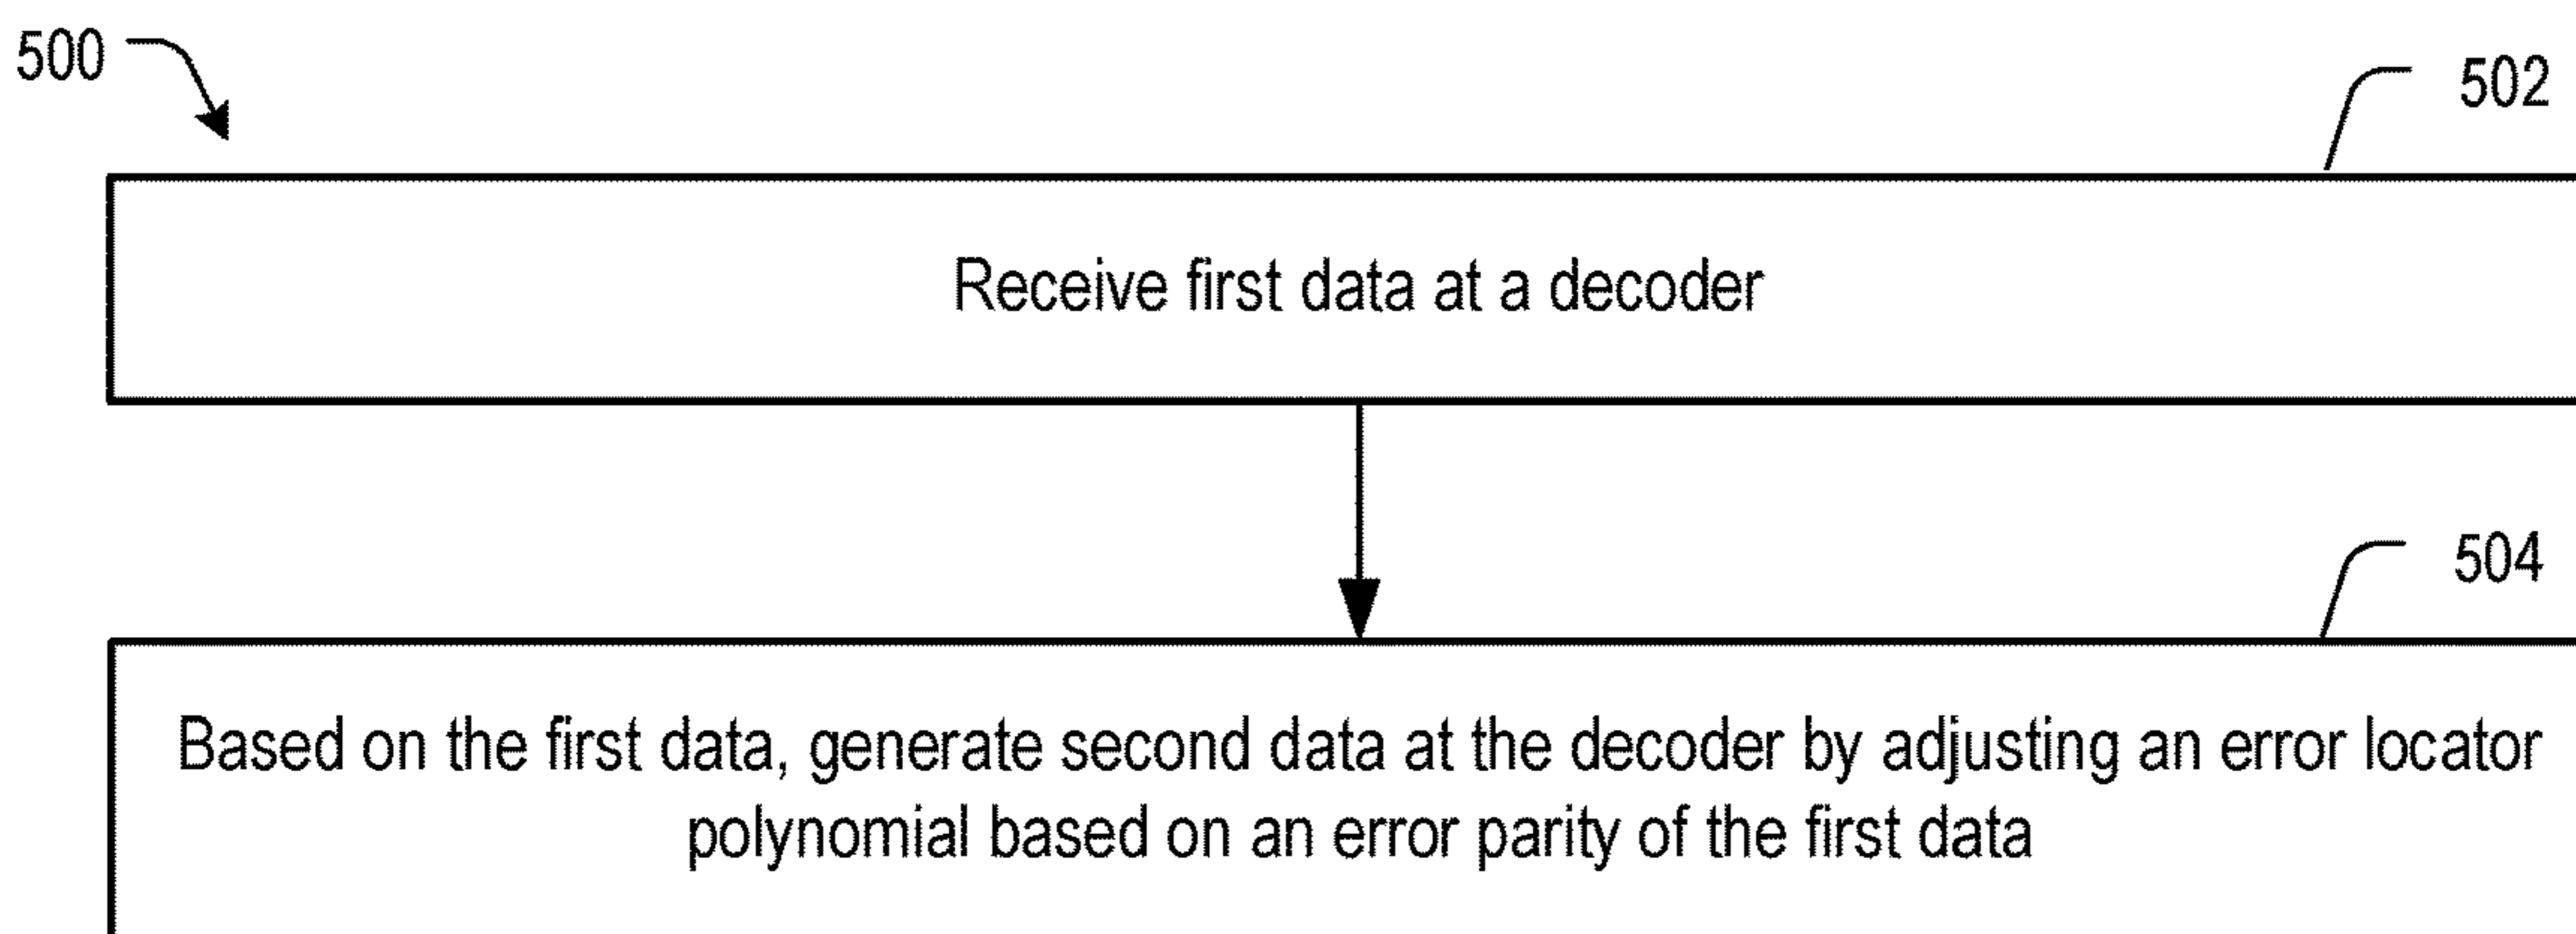 500
502
Receive first data at a decoder
504
Based on the first data, generate second data at the decoder by adjusting an error locator
polynomial based on an error parity of the first data